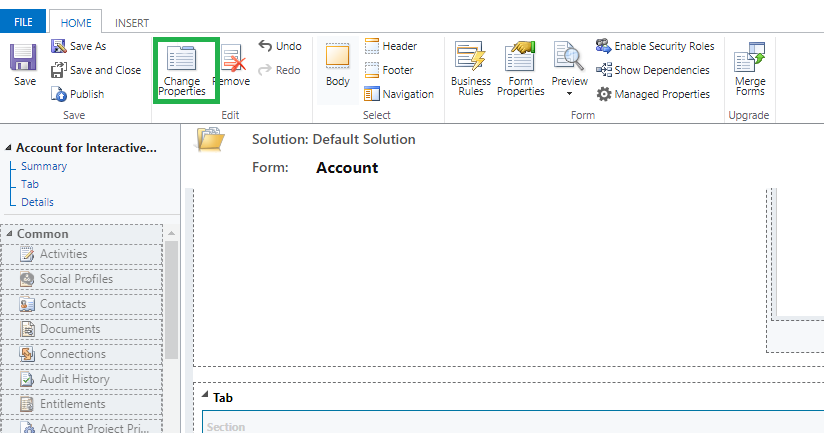 FILE HOME INSERT
Save
Save As
Save and Close
Publish
Save
Change Properties
Remove
Undo
Redo
Edit
Body
Header
Footer
Navigation
Select
Business Rules
Form Properties
Preview
Enable Security Roles
Show Dependencies
Managed Properties
Form
Merge Forms
Upgrade
Account for Interactive...
Summary
Tab
Details
Common
Activities
Social Profiles
Contacts
Documents
Connections
Audit History
Entitlements
Account Project Pri...
Solution: Default Solution
Form: Account
Tab
Section